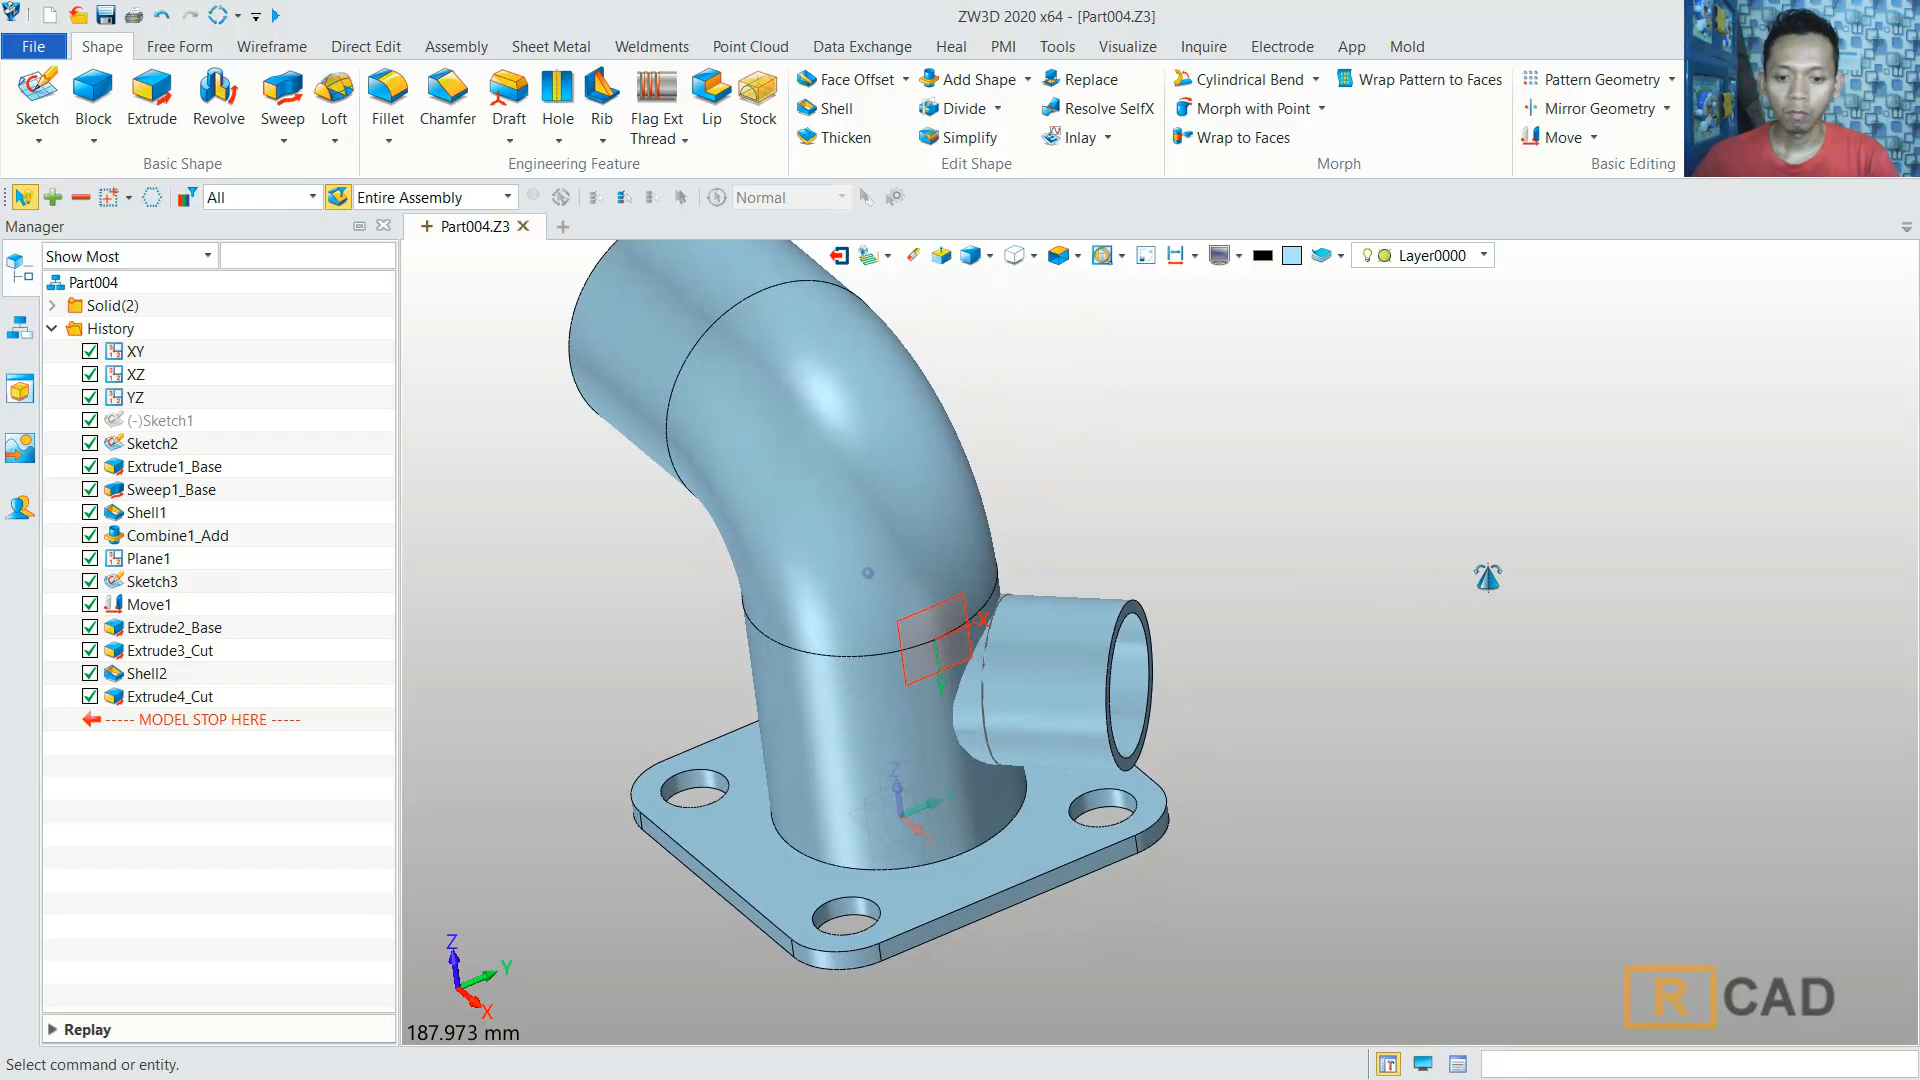 ZW3D 2020 x64 - [Part004.Z3]
File Shape Free Form Wireframe Direct Edit Assembly Sheet Metal Weldments Point Cloud Data Exchange Heal PMI Tools Visualize Inquire Electrode App Mold
Sketch Block Extrude Revolve Sweep Loft
Basic Shape
Fillet Chamfer Draft Hole Rib Flag Ext Thread Lip Stock
Engineering Feature
Face Offset Add Shape Replace
Shell Divide Resolve SelfX
Thicken Simplify Inlay
Edit Shape
Cylindrical Bend Wrap Pattern to Faces
Morph with Point
Wrap to Faces
Morph
Pattern Geometry
Mirror Geometry
Move
Basic Editing
All Entire Assembly Normal
Manager
Part004.Z3
Show Most
Layer0000
Part004
Solid(2)
History
XY
XZ
YZ
(-)Sketch1
Sketch2
Extrude1_Base
Sweep1_Base
Shell1
Combine1_Add
Plane1
Sketch3
Move1
Extrude2_Base
Extrude3_Cut
Shell2
Extrude4_Cut
----- MODEL STOP HERE -----
Replay
X
Y
Z
Y
X
Z
Y
X
187.973 mm
R CAD
Select command or entity.